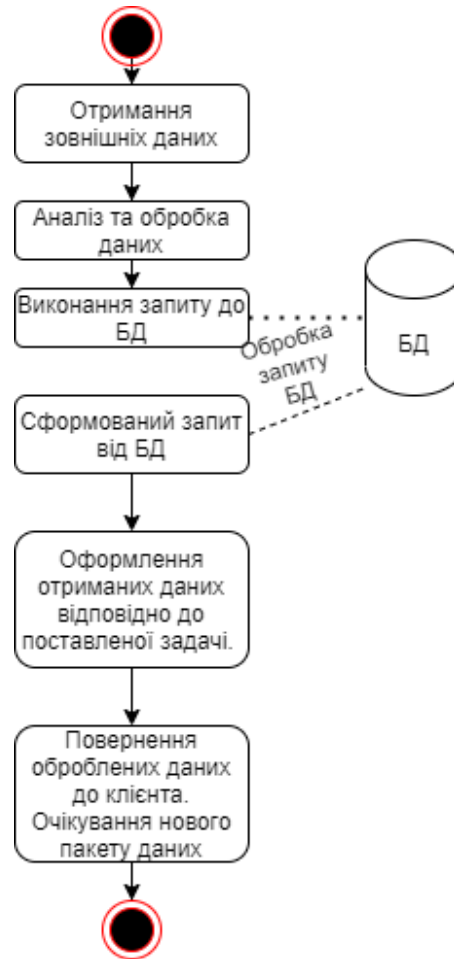 Отримання
зовнішніх даних
Аналіз та обробка
даних
Виконання запиту до
БД
Обробка
запиту
БД
БД
Сформований запит
від БД
Оформлення
отриманих даних
відповідно до
поставленої задачі.
Повернення
оброблених даних
до клієнта.
Очікування нового
пакету даних